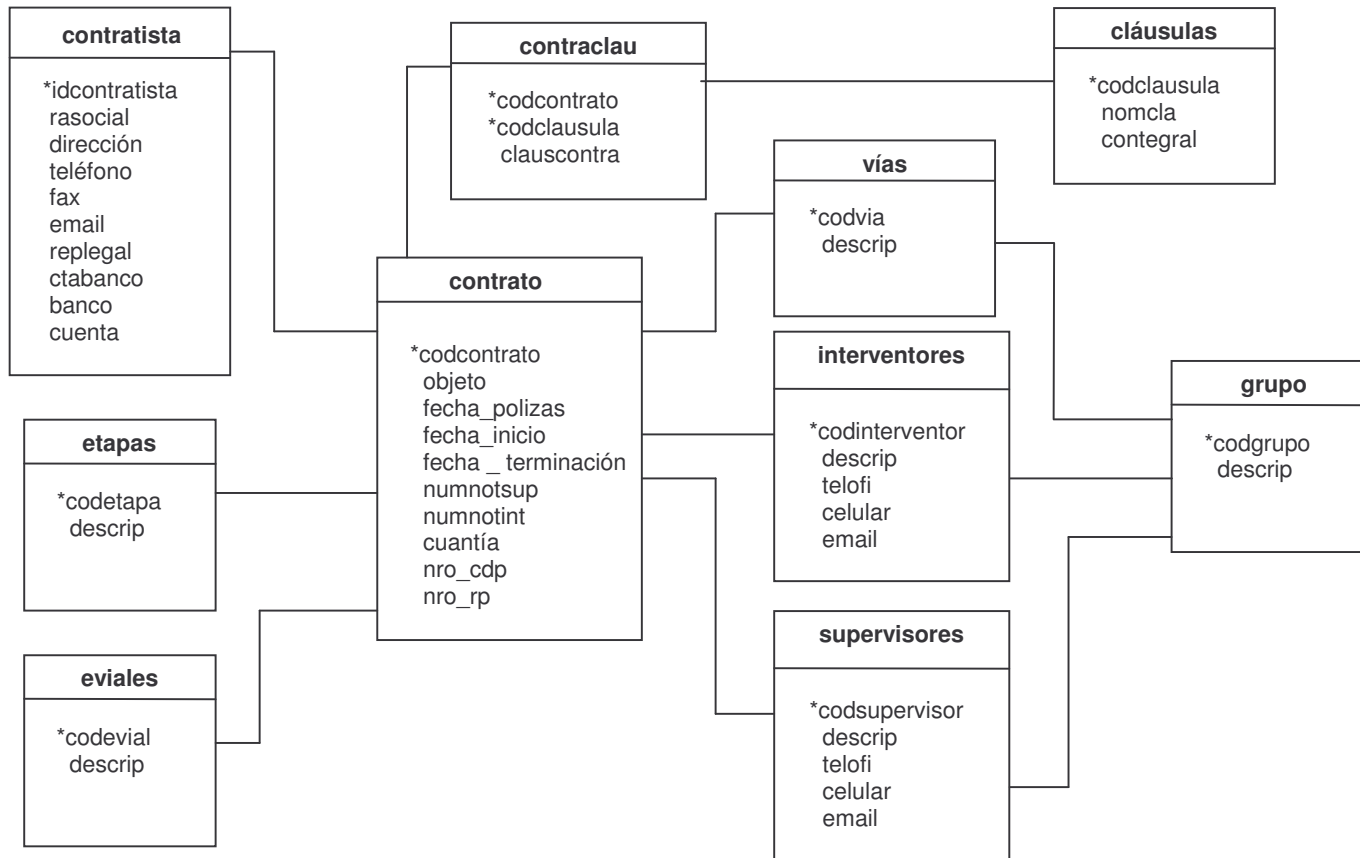 contratista
*idcontratista
rasocial
dirección
teléfono
fax
email
replegal
ctabanco
banco
cuenta
contraclau
*codcontrato
*codclausula
clauscontra
cláusulas
*codclausula
nomcla
contegral
vías
*codvia
descrip
contrato
*codcontrato
objeto
fecha_polizas
fecha_inicio
fecha _ terminación
numnotsup
numnotint
cuantía
nro_cdp
nro_rp
interventores
*codinterventor
descrip
telofi
celular
email
grupo
*codgrupo
descrip
etapas
*codetapa
descrip
eviales
*codevial
descrip
supervisores
*codsupervisor
descrip
telofi
celular
email